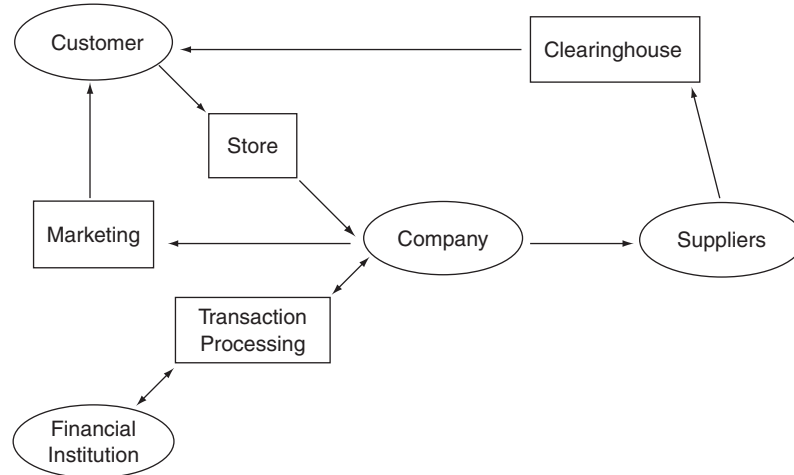 Customer
Clearinghouse
Store
Marketing
Company
Suppliers
Transaction
Processing
Financial
Institution